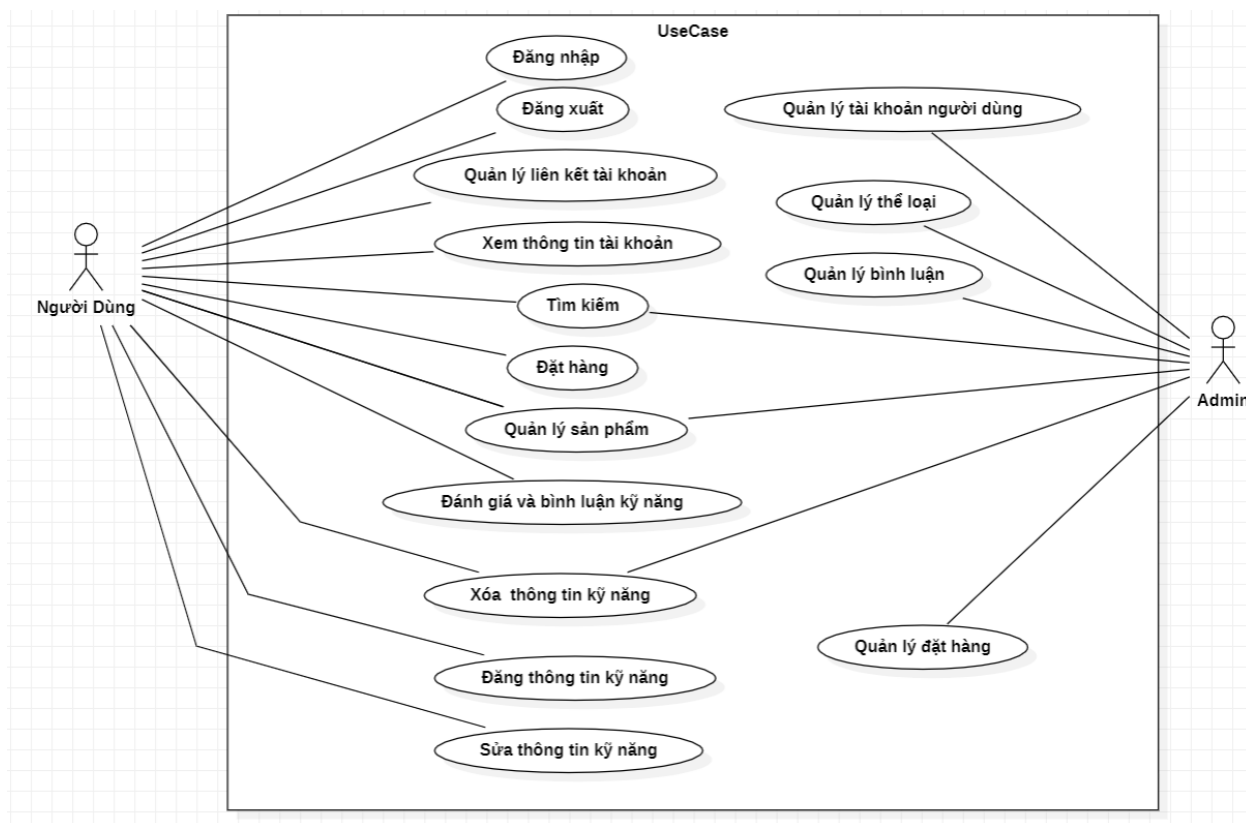 UseCase
Đăng nhập
Đăng xuất
Quản lý tài khoản người dùng
Quản lý liên kết tài khoản
Quản lý thể loại
Xem thông tin tài khoản
Quản lý bình luận
Người Dùng
Tìm kiếm
Đặt hàng
Admin
Quản lý sản phẩm
Đánh giá và bình luận kỹ năng
Xóa thông tin kỹ năng
Quản lý đặt hàng
Đăng thông tin kỹ năng
Sửa thông tin kỹ năng